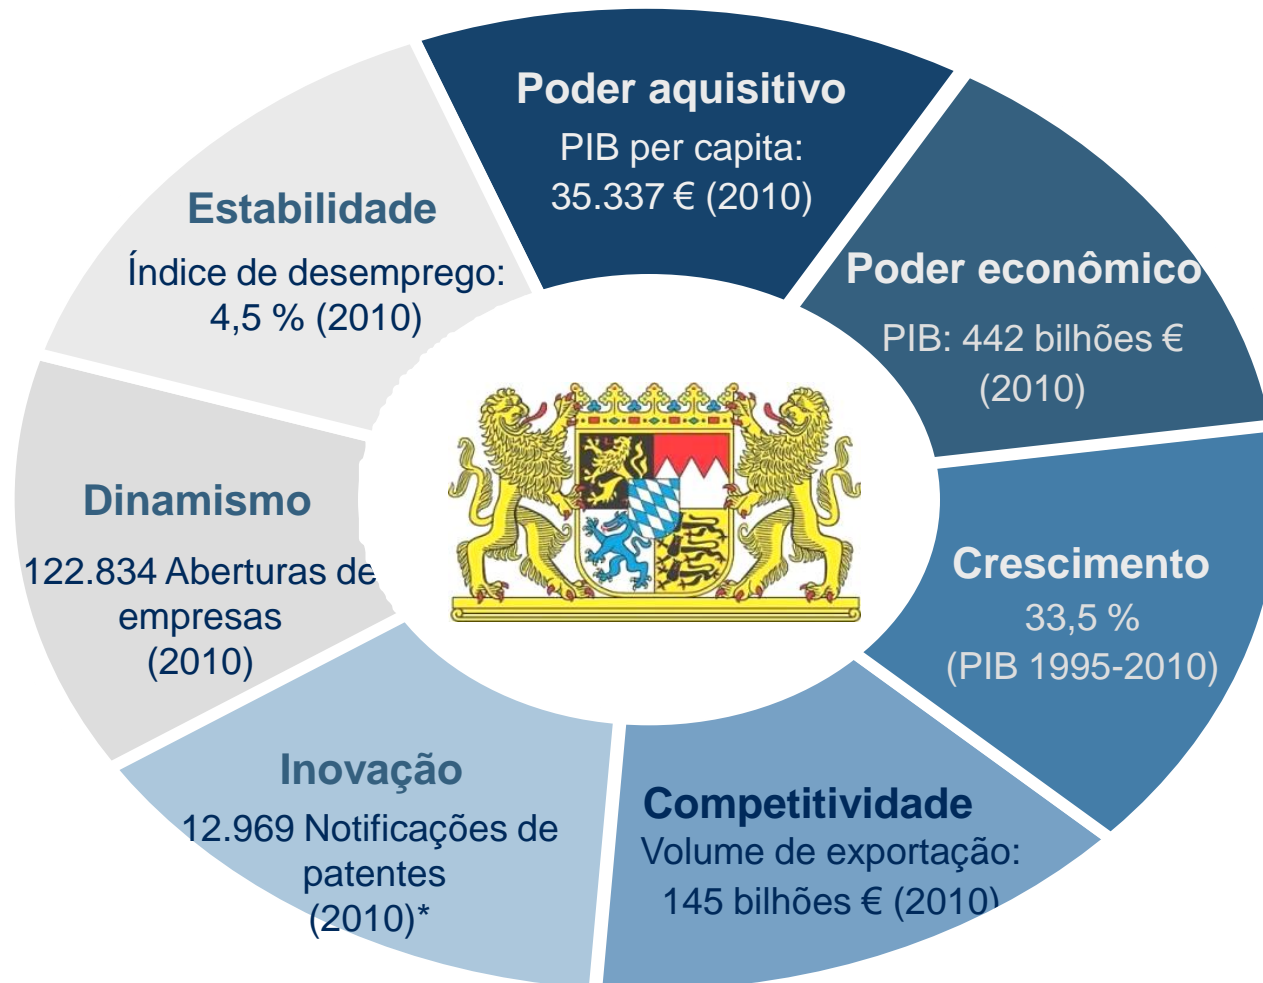 Poder aquisitivo
PIB per capita:
35.337 € (2010)
Poder econômico
PIB: 442 bilhões €
(2010)
Crescimento
33,5 %
(PIB 1995-2010)
Competitividade
Volume de exportação:
145 bilhões € (2010)
Inovação
12.969 Notificações de
patentes
(2010)*
Dinamismo
122.834 Aberturas de
empresas
(2010)
Estabilidade
Índice de desemprego:
4,5 % (2010)